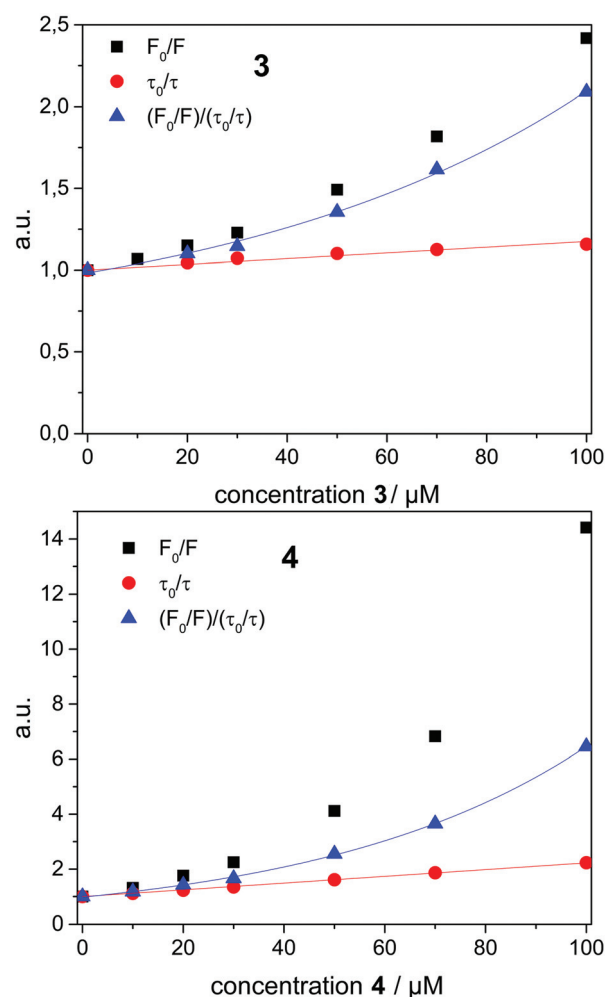 2,5
F₀/F
3
τ₀/τ
2,0
(F₀/F)/(τ₀/τ)
1,5
a.u.
1,0
0,5
0,0
0 20 40 60 80 100
concentration 3 / µM
14
F₀/F
4
12
τ₀/τ
(F₀/F)/(τ₀/τ)
10
8
a.u.
6
4
2
0
0 20 40 60 80 100
concentration 4 / µM